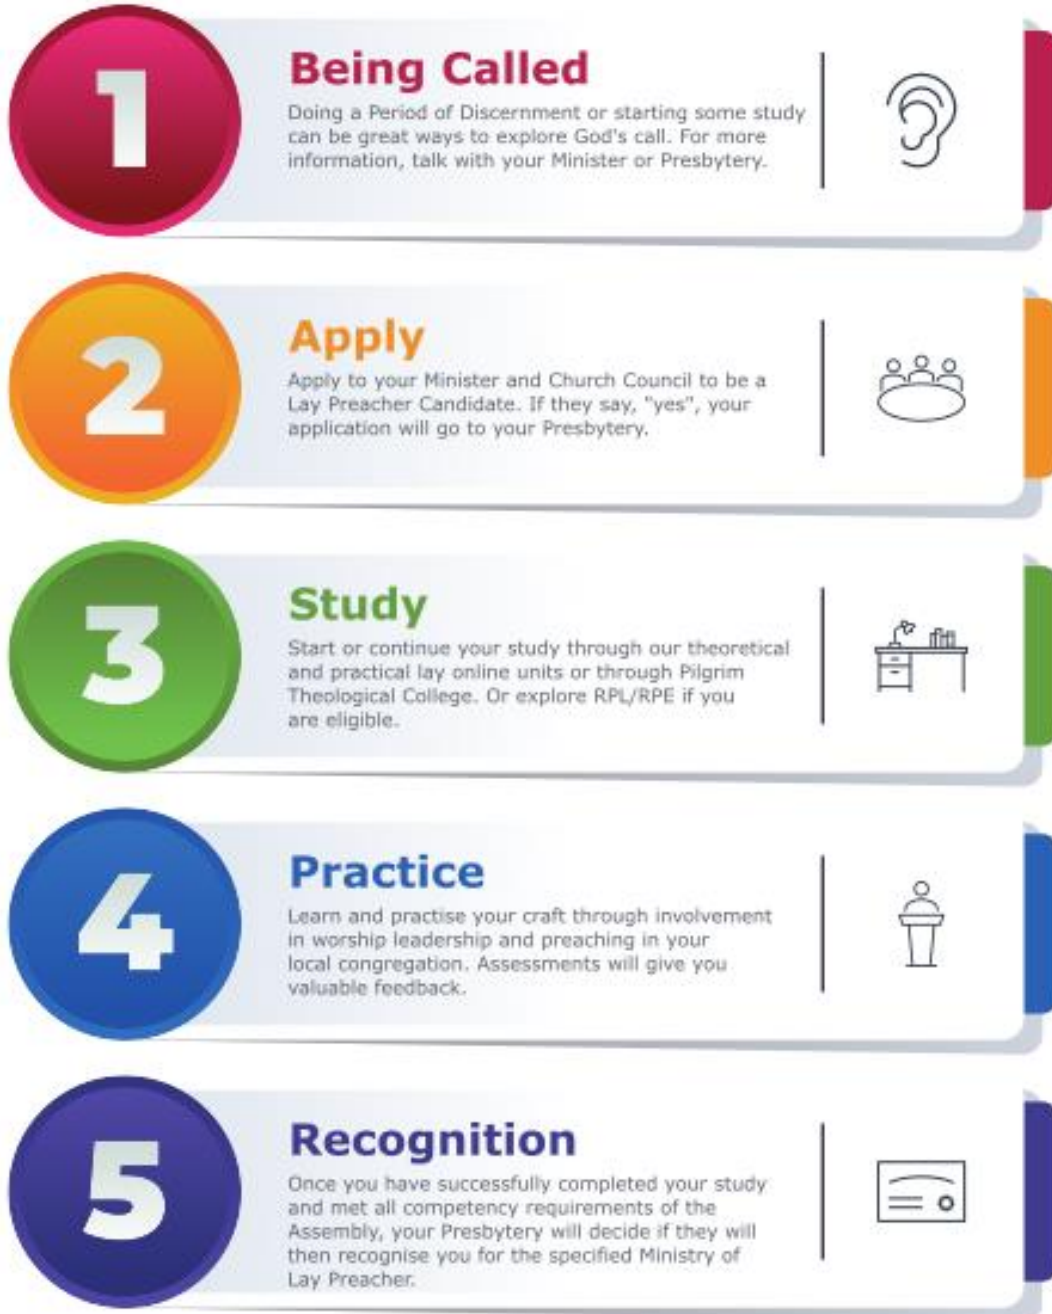 1
Being Called
Doing a Period of Discernment or starting some study
can be great ways to explore God's call. For more
information, talk with your Minister or Presbytery.
2
Apply
Apply to your Minister and Church Council to be a
Lay Preacher Candidate. If they say, "yes", your
application will go to your Presbytery.
3
Study
Start or continue your study through our theoretical
and practical lay online units or through Pilgrim
Theological College. Or explore RPL/RPE if you
are eligible.
4
Practice
Learn and practise your craft through involvement
in worship leadership and preaching in your
local congregation. Assessments will give you
valuable feedback.
5
Recognition
Once you have successfully completed your study
and met all competency requirements of the
Assembly, your Presbytery will decide if they will
then recognise you for the specified Ministry of
Lay Preacher.